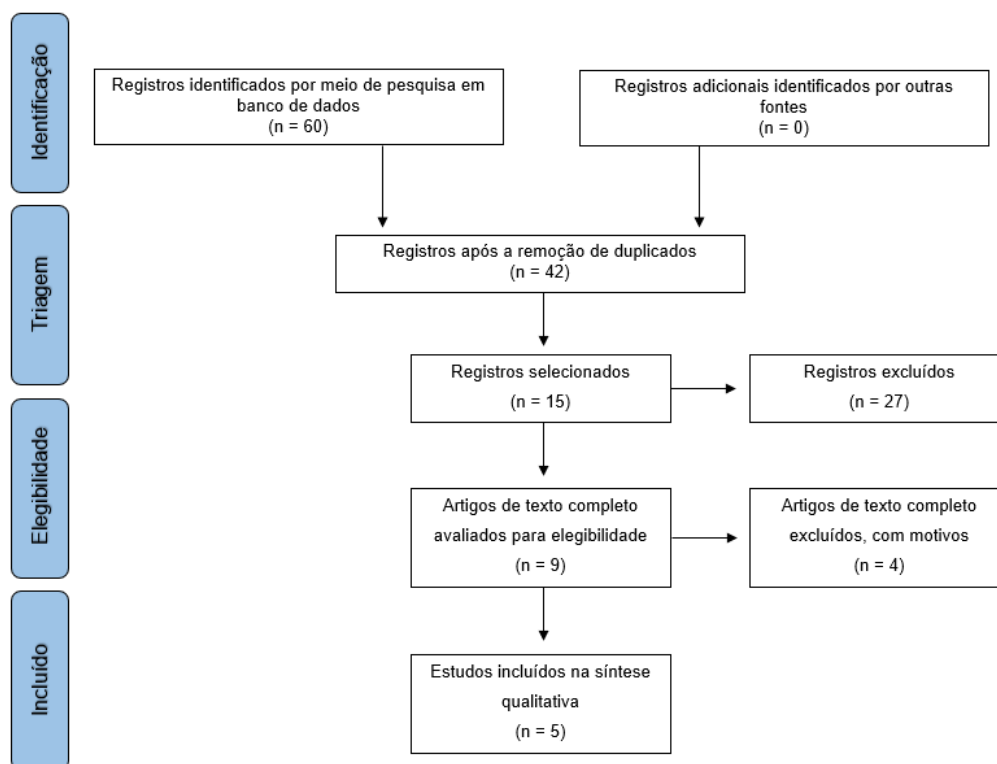 Identificação
Registros identificados por meio de pesquisa em
banco de dados
(n = 60)
Registros adicionais identificados por outras
fontes
(n = 0)
Triagem
Registros após a remoção de duplicados
(n = 42)
Registros selecionados
(n = 15)
Registros excluídos
(n = 27)
Elegibilidade
Artigos de texto completo
avaliados para elegibilidade
(n = 9)
Artigos de texto completo
excluídos, com motivos
(n = 4)
Incluído
Estudos incluídos na síntese
qualitativa
(n = 5)